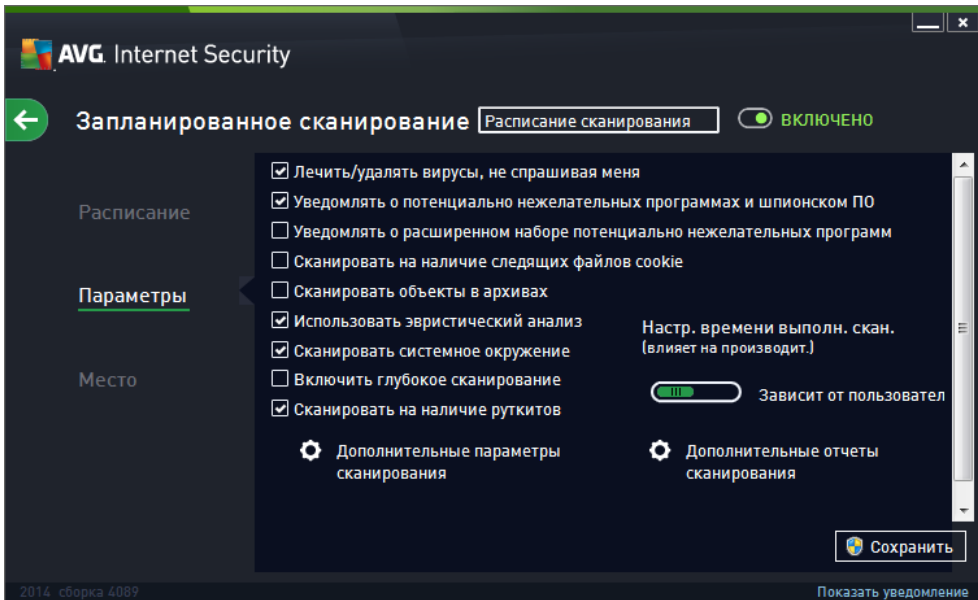 AVG. Internet Security
Запланированное сканирование
Расписание сканирования
ВКЛЮЧЕНО
Расписание
Параметры
Место
Лечить/удалять вирусы, не спрашивая меня
Уведомлять о потенциально нежелательных программах и шпионском ПО
Уведомлять о расширенном наборе потенциально нежелательных программ
Сканировать на наличие следящих файлов cookie
Сканировать объекты в архивах
Использовать эвристический анализ
Сканировать системное окружение
Включить глубокое сканирование
Сканировать на наличие руткитов
Настр. времени выполн. скан.
(влияет на производит.)
Зависит от пользовател
Дополнительные параметры
сканирования
Дополнительные отчеты
сканирования
Сохранить
2014 сборка 4089
Показать уведомление